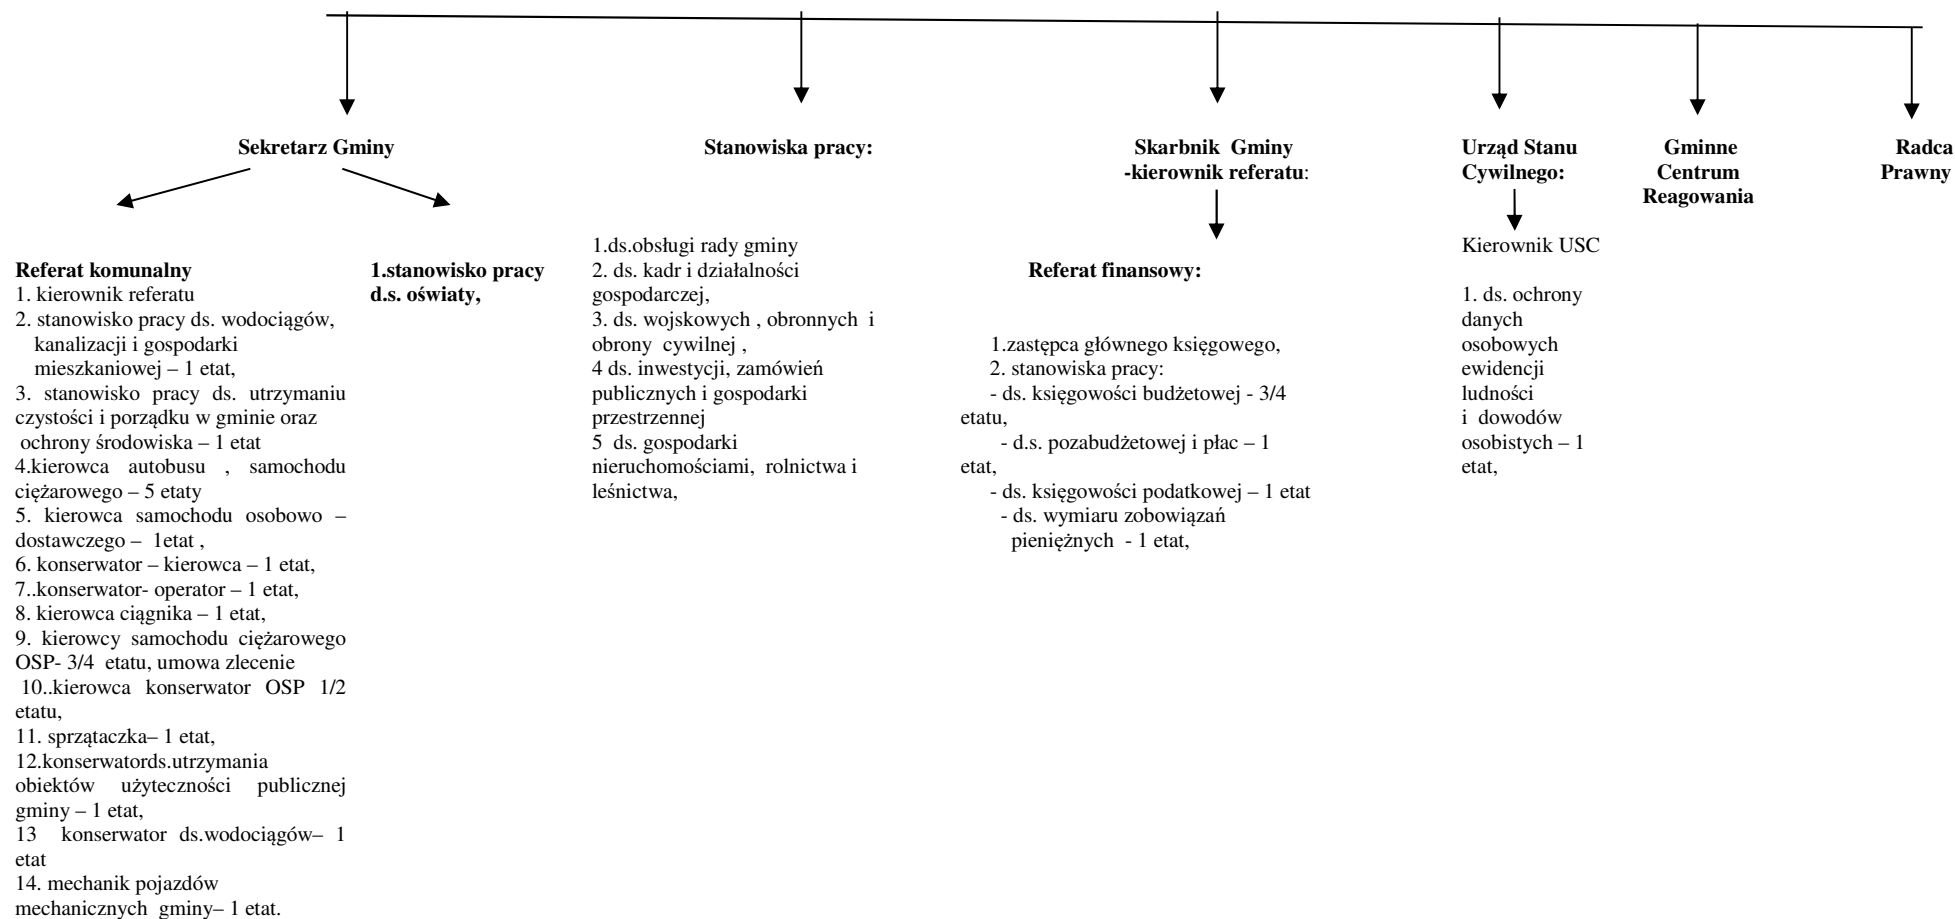 Sekretarz Gminy
Referat komunalny
1. kierownik referatu
2. stanowisko pracy ds. wodociągów,
kanalizacji i gospodarki
mieszkaniowej – 1 etat,
3. stanowisko pracy ds. utrzymaniu
czystości i porządku w gminie oraz
ochrony środowiska – 1 etat
4.kierowca autobusu , samochodu
ciężarowego – 5 etaty
5. kierowca samochodu osobowo –
dostawczego – 1etat ,
6. konserwator – kierowca – 1 etat,
7..konserwator- operator – 1 etat,
8. kierowca ciągnika – 1 etat,
9. kierowcy samochodu ciężarowego
OSP- 3/4 etatu, umowa zlecenie
10..kierowca konserwator OSP 1/2
etatu,
11. sprzątaczka– 1 etat,
12.konserwatords.utrzymania
obiektów użyteczności publicznej
gminy – 1 etat,
13 konserwator ds.wodociągów– 1
etat
14. mechanik pojazdów
mechanicznych gminy– 1 etat.
1.stanowisko pracy
d.s. oświaty,
Stanowiska pracy:
1.ds.obsługi rady gminy
2. ds. kadr i działalności
gospodarczej,
3. ds. wojskowych , obronnych i
obrony cywilnej ,
4 ds. inwestycji, zamówień
publicznych i gospodarki
przestrzennej
5 ds. gospodarki
nieruchomościami, rolnictwa i
leśnictwa,
Skarbnik Gminy
-kierownik referatu:
Referat finansowy:
1.zastępca głównego księgowego,
2. stanowiska pracy:
- ds. księgowości budżetowej - 3/4
etatu,
- d.s. pozabudżetowej i płac – 1
etat,
- ds. księgowości podatkowej – 1 etat
- ds. wymiaru zobowiązań
pieniężnych - 1 etat,
Urząd Stanu
Cywilnego:
Kierownik USC
1. ds. ochrony
danych
osobowych
ewidencji
ludności
i dowodów
osobistych – 1
etat,
Gminne
Centrum
Reagowania
Radca
Prawny